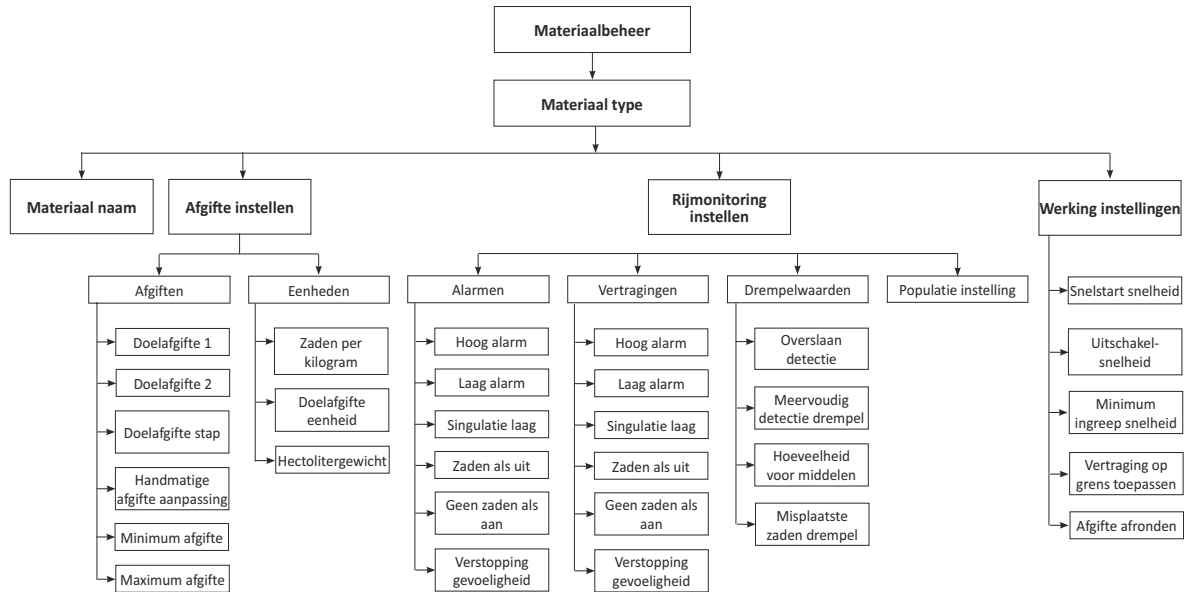 Materiaalbeheer
Materiaal type
Materiaal naam
Afgifte instellen
Rijmonitoring
instellen
Werking instellingen
Afgiften
Doelafgifte 1
Doelafgifte 2
Doelafgifte stap
Handmatige
afgifte aanpassing
Minimum afgifte
Maximum afgifte
Eenheden
Zaden per
kilogram
Doelafgifte
eenheid
Hectolitergewicht
Alarmen
Hoog alarm
Laag alarm
Singulatie laag
Zaden als uit
Geen zaden als
aan
Verstopping
gevoeligheid
Vertragingen
Hoog alarm
Laag alarm
Singulatie laag
Zaden als uit
Geen zaden als
aan
Verstopping
gevoeligheid
Drempelwaarden
Overslaan
detectie
Meervoudig
detectie drempel
Hoeveelheid
voor middelen
Misplaatste
zaden drempel
Populatie instelling
Snelstart snelheid
Uitschakel-
snelheid
Minimum
ingreep snelheid
Vertraging op
grens toepassen
Afgifte afronden